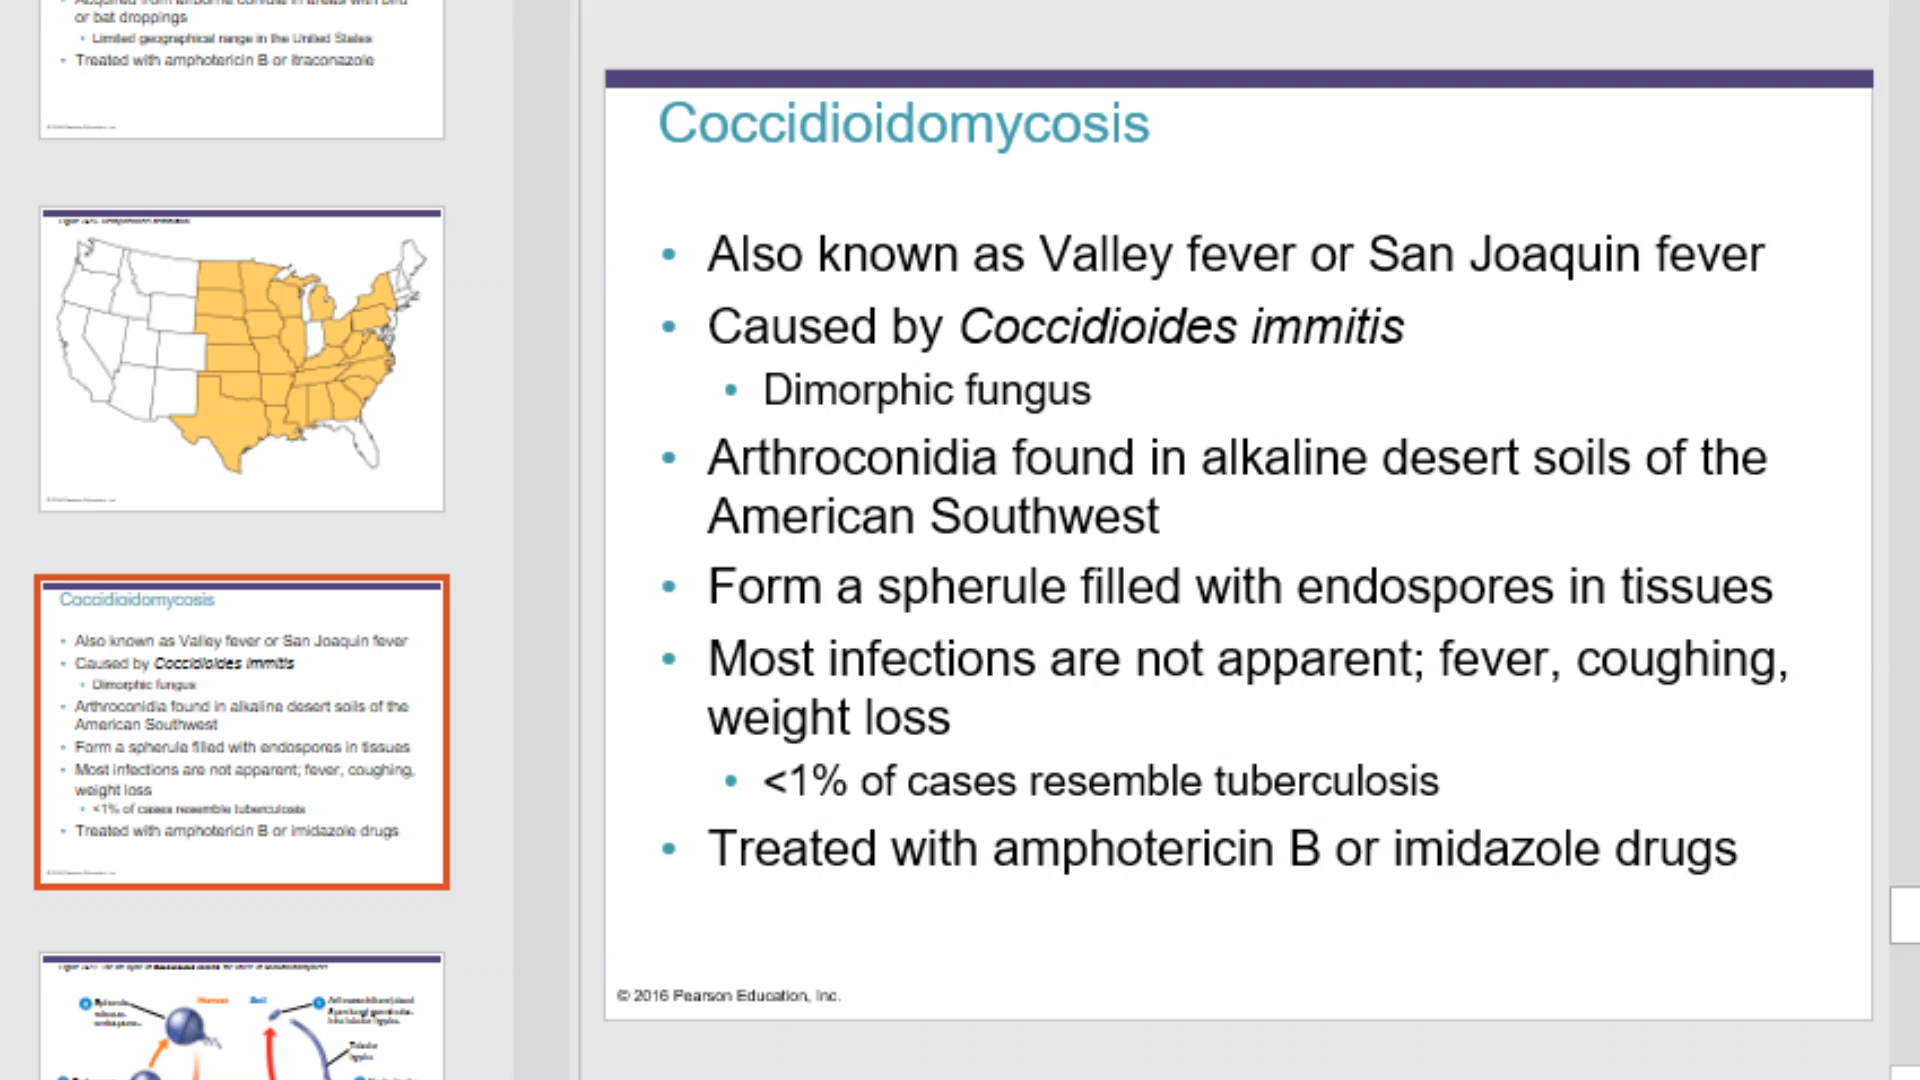 or bat droppings
• Limited geographical range in the United States
• Treated with amphotericin B or itraconazole
Coccidioidomycosis
• Also known as Valley fever or San Joaquin fever
• Caused by Coccidioides immitis
• Dimorphic fungus
• Arthroconidia found in alkaline desert soils of the
American Southwest
• Form a spherule filled with endospores in tissues
• Most infections are not apparent; fever, coughing,
weight loss
• <1% of cases resemble tuberculosis
• Treated with amphotericin B or imidazole drugs
Human Soil
Coccidioidomycosis
• Also known as Valley fever or San Joaquin fever
• Caused by Coccidioides immitis
• Dimorphic fungus
• Arthroconidia found in alkaline desert soils of the
American Southwest
• Form a spherule filled with endospores in tissues
• Most infections are not apparent; fever, coughing,
weight loss
• <1% of cases resemble tuberculosis
• Treated with amphotericin B or imidazole drugs
© 2016 Pearson Education, Inc.